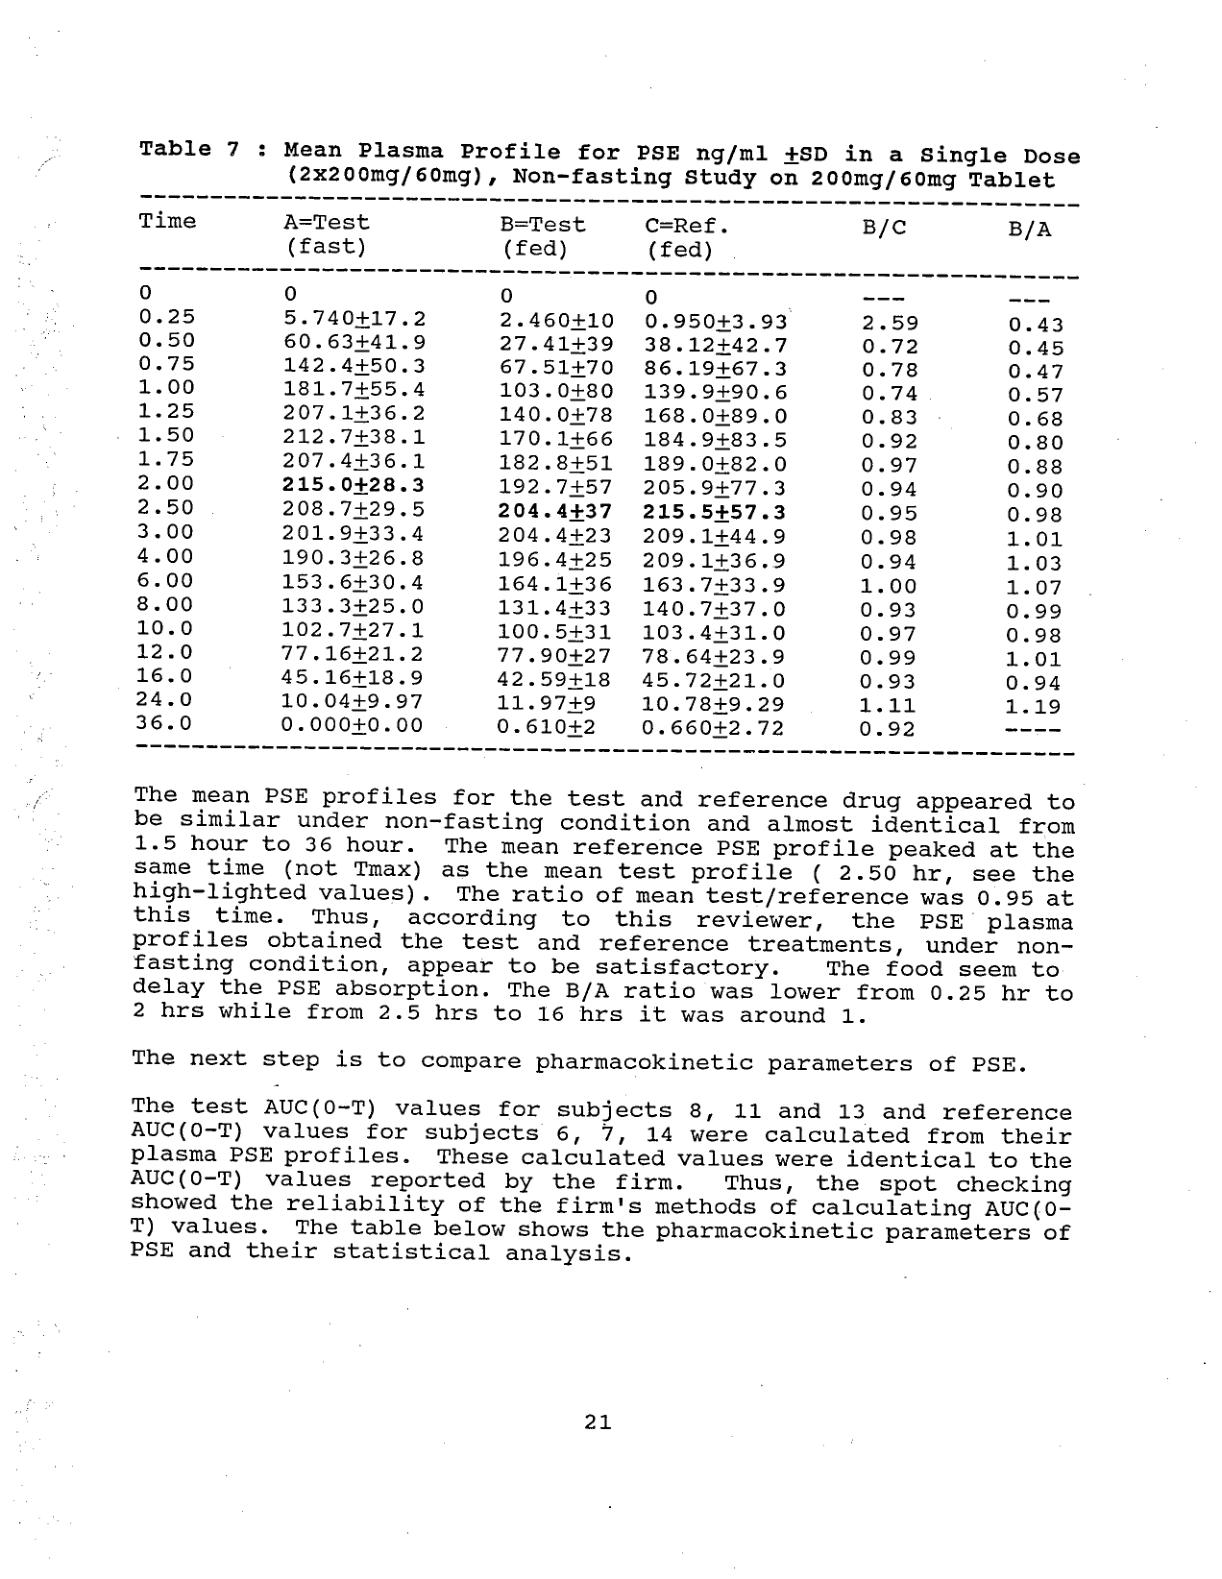 Table 7 : Mean Plasma Profile for PSE ng/ml ±SD in a Single Dose
(2x200mg/60mg), Non-fasting Study on 200mg/60mg Tablet
Time A=Test B=Test C=Ref. B/C B/A
(fast) (fed) (fed)
0 0 0 0 --- ---
0.25 5.740±17.2 2.460±10 0.950±3.93 2.59 0.43
0.50 60.63±41.9 27.41±39 38.12±42.7 0.72 0.45
0.75 142.4±50.3 67.51±70 86.19±67.3 0.78 0.47
1.00 181.7±55.4 103.0±80 139.9±90.6 0.74 0.57
1.25 207.1±36.2 140.0±78 168.0±89.0 0.83 0.68
1.50 212.7±38.1 170.1±66 184.9±83.5 0.92 0.80
1.75 207.4±36.1 182.8±51 189.0±82.0 0.97 0.88
2.00 215.0±28.3 192.7±57 205.9±77.3 0.94 0.90
2.50 208.7±29.5 204.4±37 215.5±57.3 0.95 0.98
3.00 201.9±33.4 204.4±23 209.1±44.9 0.98 1.01
4.00 190.3±26.8 196.4±25 209.1±36.9 0.94 1.03
6.00 153.6±30.4 164.1±36 163.7±33.9 1.00 1.07
8.00 133.3±25.0 131.4±33 140.7±37.0 0.93 0.99
10.0 102.7±27.1 100.5±31 103.4±31.0 0.97 0.98
12.0 77.16±21.2 77.90±27 78.64±23.9 0.99 1.01
16.0 45.16±18.9 42.59±18 45.72±21.0 0.93 0.94
24.0 10.04±9.97 11.97±9 10.78±9.29 1.11 1.19
36.0 0.000±0.00 0.610±2 0.660±2.72 0.92 ----
The mean PSE profiles for the test and reference drug appeared to
be similar under non-fasting condition and almost identical from
1.5 hour to 36 hour. The mean reference PSE profile peaked at the
same time (not Tmax) as the mean test profile ( 2.50 hr, see the
high-lighted values). The ratio of mean test/reference was 0.95 at
this time. Thus, according to this reviewer, the PSE plasma
profiles obtained the test and reference treatments, under non-
fasting condition, appear to be satisfactory. The food seem to
delay the PSE absorption. The B/A ratio was lower from 0.25 hr to
2 hrs while from 2.5 hrs to 16 hrs it was around 1.
The next step is to compare pharmacokinetic parameters of PSE.
The test AUC(0-T) values for subjects 8, 11 and 13 and reference
AUC(0-T) values for subjects 6, 7, 14 were calculated from their
plasma PSE profiles. These calculated values were identical to the
AUC(0-T) values reported by the firm. Thus, the spot checking
showed the reliability of the firm's methods of calculating AUC(0-
T) values. The table below shows the pharmacokinetic parameters of
PSE and their statistical analysis.
21